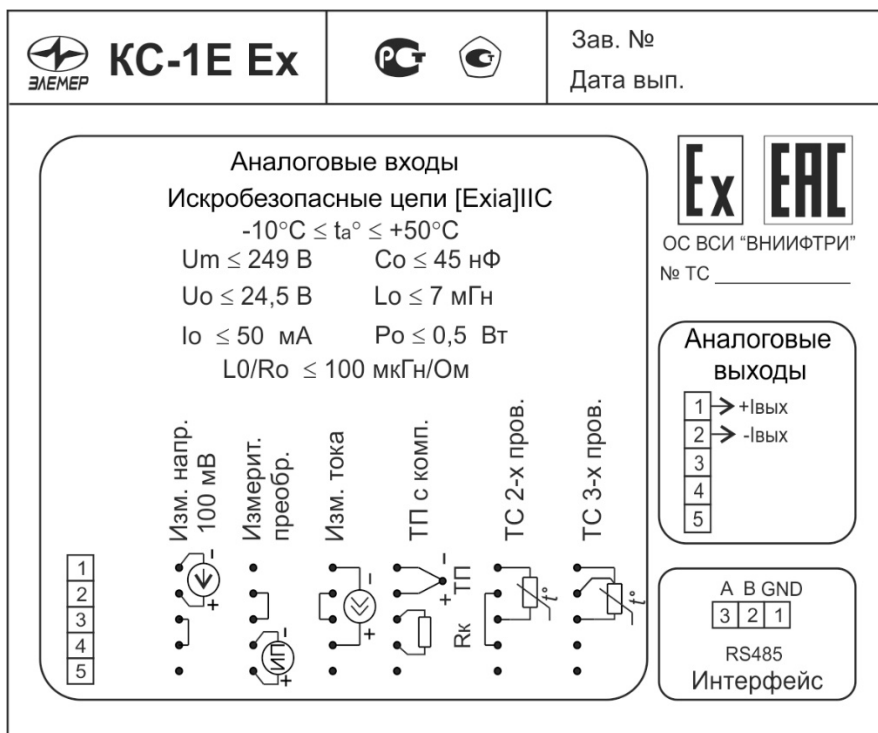 ЭЛЕМЕР
КС-1Е Ех
РСт
Зав. №
Дата вып.
Аналоговые входы
Искробезопасные цепи [Exia]IIC
-10°С ≤ ta° ≤ +50°С
Um ≤ 249 В Co ≤ 45 нФ
Uo ≤ 24,5 В Lo ≤ 7 мГн
Io ≤ 50 мА Po ≤ 0,5 Вт
L0/Ro ≤ 100 мкГн/Ом
Изм. напр.
100 мВ
Измерит.
преобр.
Изм. тока
ТП с комп.
ТС 2-х пров.
ТС 3-х пров.
1
2
3
4
5
- +
- +
ИП
- +
- +
ТП
Rк
t°
t°
Ex EAC
ОС ВСИ "ВНИИФТРИ"
№ ТС
Аналоговые
выходы
1 +Iвых
2 -Iвых
3
4
5
A B GND
3 2 1
RS485
Интерфейс